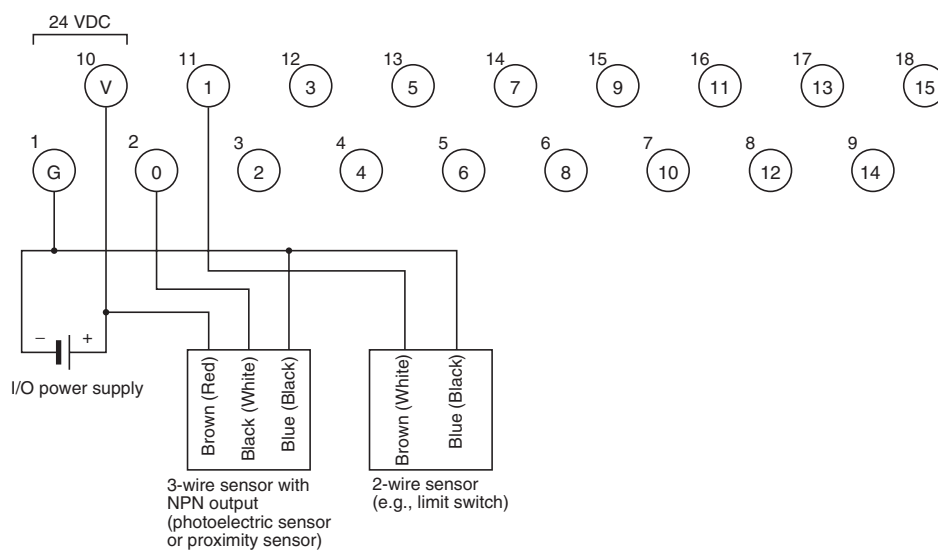 24 VDC
10 11 12 13 14 15 16 17 18
V 1 3 5 7 9 11 13 15
1 2 3 4 5 6 7 8 9
G 0 2 4 6 8 10 12 14
– +
I/O power supply
Brown (Red)
Black (White)
Blue (Black)
Brown (White)
Blue (Black)
3-wire sensor with
NPN output
(photoelectric sensor
or proximity sensor)
2-wire sensor
(e.g., limit switch)